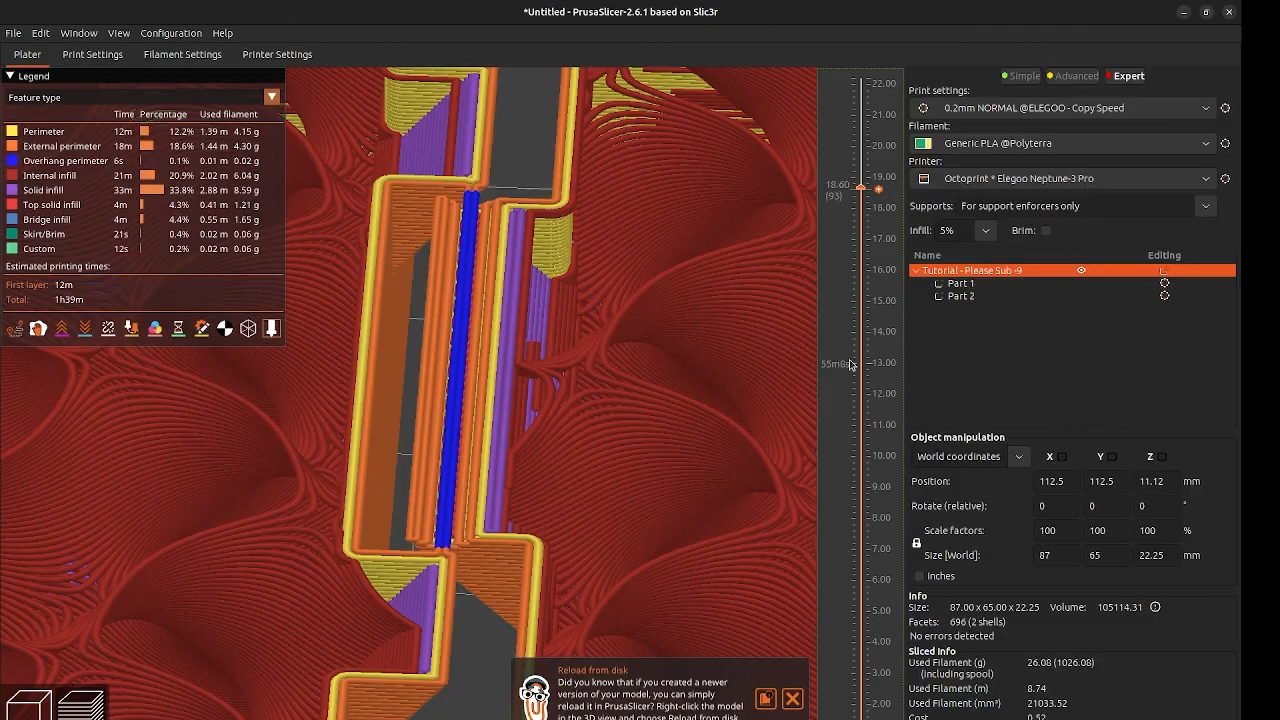 *Untitled - PrusaSlicer-2.6.1 based on Slic3r
File Edit Window View Configuration Help
Plater Print Settings Filament Settings Printer Settings
Legend
Feature type
Time Percentage Used filament
Perimeter 12m 12.2% 1.39 m 4.15 g
External perimeter 18m 18.6% 1.44 m 4.30 g
Overhang perimeter 6s 0.1% 0.01 m 0.02 g
Internal infill 21m 20.9% 2.02 m 6.04 g
Solid infill 33m 33.8% 2.88 m 8.59 g
Top solid infill 4m 4.3% 0.41 m 1.21 g
Bridge infill 4m 4.4% 0.55 m 1.65 g
Skirt/Brim 21s 0.4% 0.02 m 0.06 g
Custom 12s 0.2% 0.02 m 0.06 g
Estimated printing times:
First layer: 12m
Total: 1h39m
22.00
21.00
20.00
19.00
18.60
(93)
18.00
17.00
16.00
15.00
14.00
55m8s
13.00
12.00
11.00
10.00
9.00
8.00
7.00
6.00
5.00
4.00
3.00
2.00
Simple Advanced Expert
Print settings:
0.2mm NORMAL @ELEGOO - Copy Speed
Filament:
Generic PLA @Polyterra
Printer:
Octoprint * Elegoo Neptune-3 Pro
Supports: For support enforcers only
Infill: 5% Brim:
Name Editing
Tutorial - Please Sub -9
Part 1
Part 2
Object manipulation
World coordinates X Y Z
Position: 112.5 112.5 11.12 mm
Rotate (relative): 0 0 0 °
Scale factors: 100 100 100 %
Size [World]: 87 65 22.25 mm
Inches
Info
Size: 87.00 x 65.00 x 22.25 Volume: 105114.31
Facets: 696 (2 shells)
No errors detected
Sliced Info
Used Filament (g) 26.08 (1026.08)
(including spool)
Used Filament (m) 8.74
Used Filament (mm³) 21033.52
Cost 0.52
Reload from disk
Did you know that if you created a newer
version of your model, you can simply
reload it in PrusaSlicer? Right-click the model
in the 3D view and choose Reload from disk.